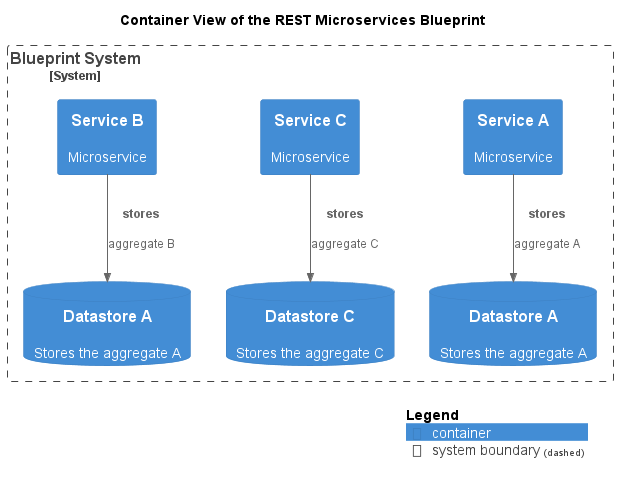 Container View of the REST Microservices Blueprint
Blueprint System
[System]
Service B
Microservice
Service C
Microservice
Service A
Microservice
stores
aggregate B
stores
aggregate C
stores
aggregate A
Datastore A
Stores the aggregate A
Datastore C
Stores the aggregate C
Datastore A
Stores the aggregate A
Legend
container
system boundary (dashed)